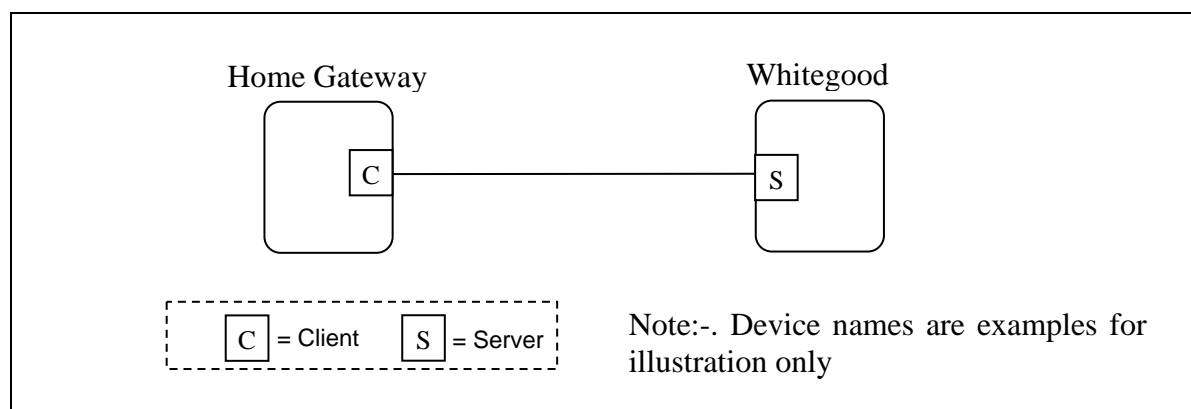 Home Gateway
Whitegood
C
S
C = Client
S = Server
Note:-. Device names are examples for
illustration only